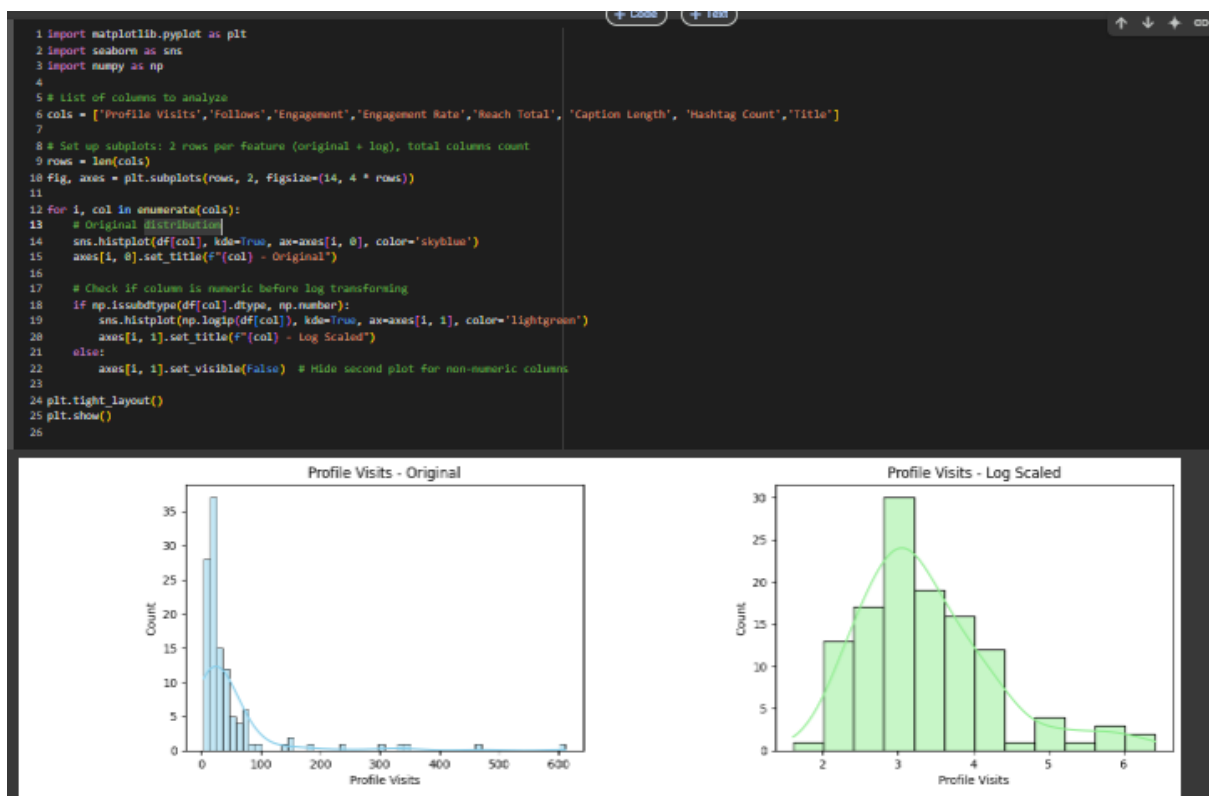 + Code + Text
1 import matplotlib.pyplot as plt
2 import seaborn as sns
3 import numpy as np
4
5 # List of columns to analyze
6 cols = ['Profile Visits','Follows','Engagement','Engagement Rate','Reach Total', 'Caption Length', 'Hashtag Count','Title']
7
8 # Set up subplots: 2 rows per feature (original + log), total columns count
9 rows = len(cols)
10 fig, axes = plt.subplots(rows, 2, figsize=(14, 4 * rows))
11
12 for i, col in enumerate(cols):
13     # Original distribution
14     sns.histplot(df[col], kde=True, ax=axes[i, 0], color='skyblue')
15     axes[i, 0].set_title(f"{col} - Original")
16
17     # Check if column is numeric before log transforming
18     if np.issubdtype(df[col].dtype, np.number):
19         sns.histplot(np.log1p(df[col]), kde=True, ax=axes[i, 1], color='lightgreen')
20         axes[i, 1].set_title(f"{col} - Log Scaled")
21     else:
22         axes[i, 1].set_visible(False)  # Hide second plot for non-numeric columns
23
24 plt.tight_layout()
25 plt.show()
26
Profile Visits - Original
35
30
25
20
15
10
5
0
Count
0 100 200 300 400 500 600
Profile Visits
Profile Visits - Log Scaled
30
25
20
15
10
5
0
Count
2 3 4 5 6
Profile Visits